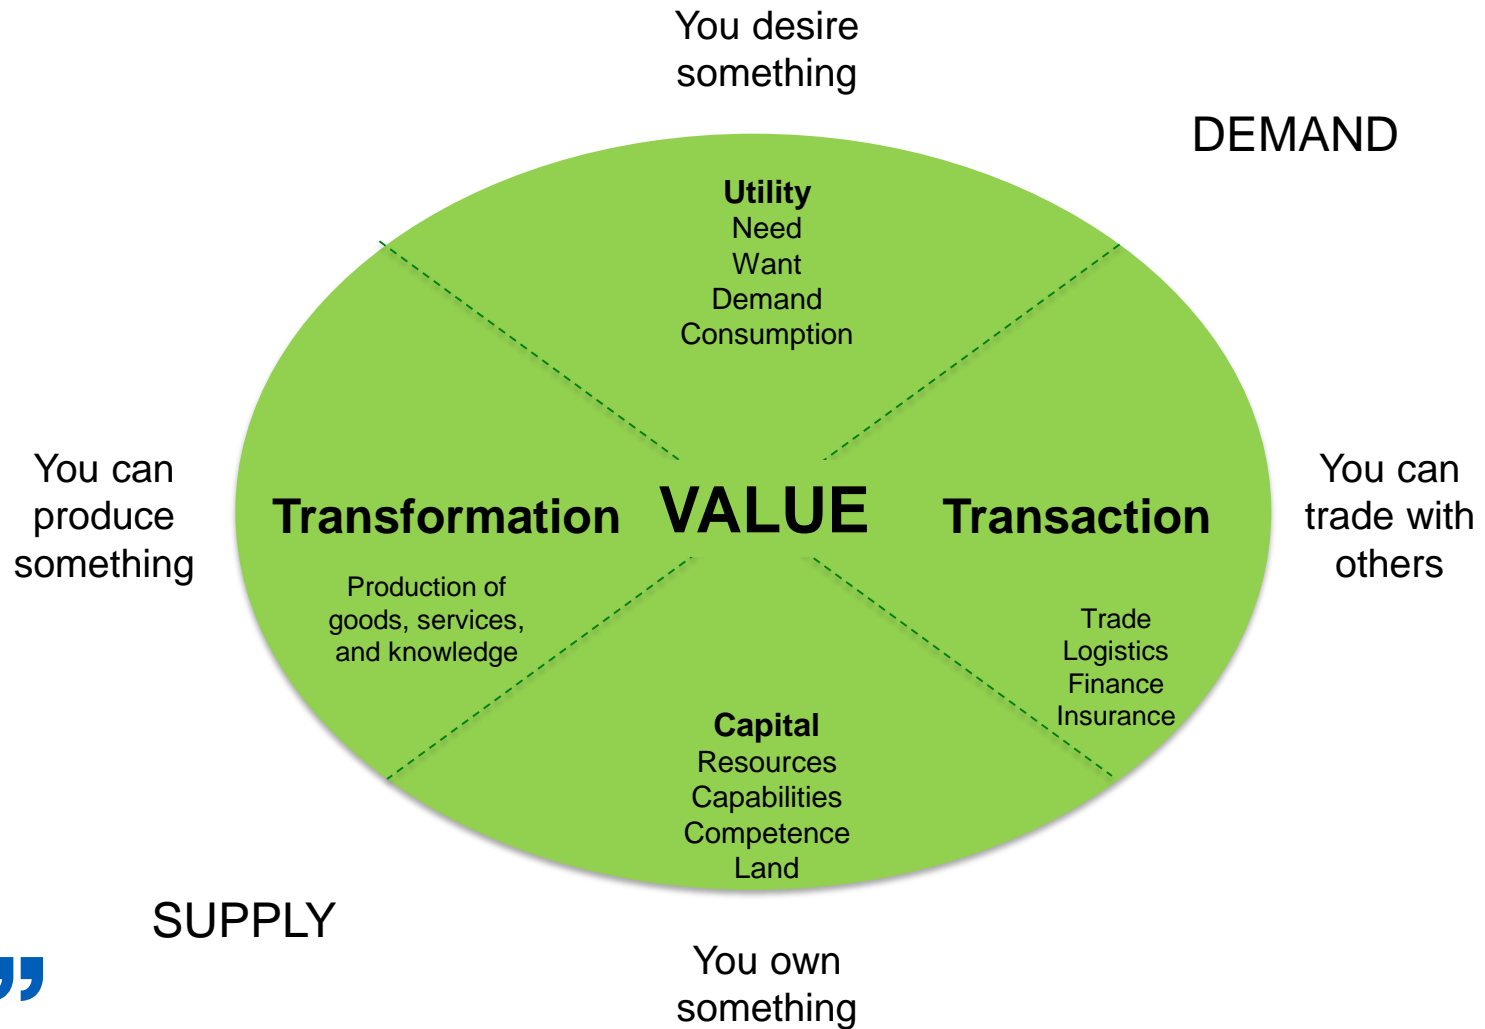 You desire
something
DEMAND
Utility
Need
Want
Demand
Consumption
You can
produce
something
Transformation
VALUE
Transaction
You can
trade with
others
Production of
goods, services,
and knowledge
Trade
Logistics
Finance
Insurance
Capital
Resources
Capabilities
Competence
Land
SUPPLY
You own
something
”